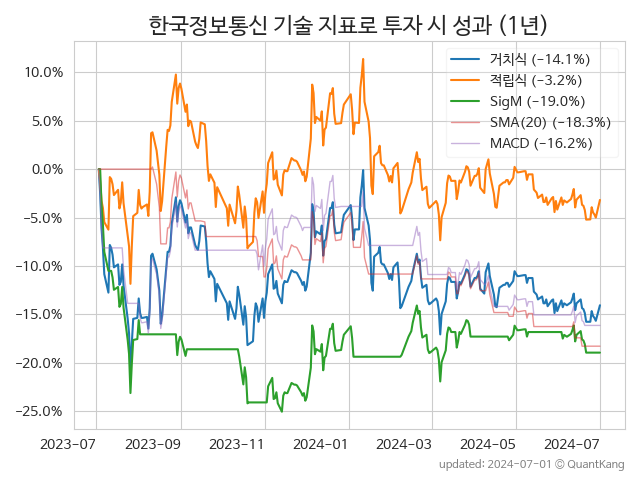 한국정보통신 기술 지표로 투자 시 성과 (1년)
거치식 (−14.1%)
적립식 (−3.2%)
SigM (−19.0%)
SMA(20) (−18.3%)
MACD (−16.2%)
10.0%
5.0%
0.0%
−5.0%
−10.0%
−15.0%
−20.0%
−25.0%
2023-07 2023-09 2023-11 2024-01 2024-03 2024-05 2024-07
updated: 2024-07-01 © QuantKang